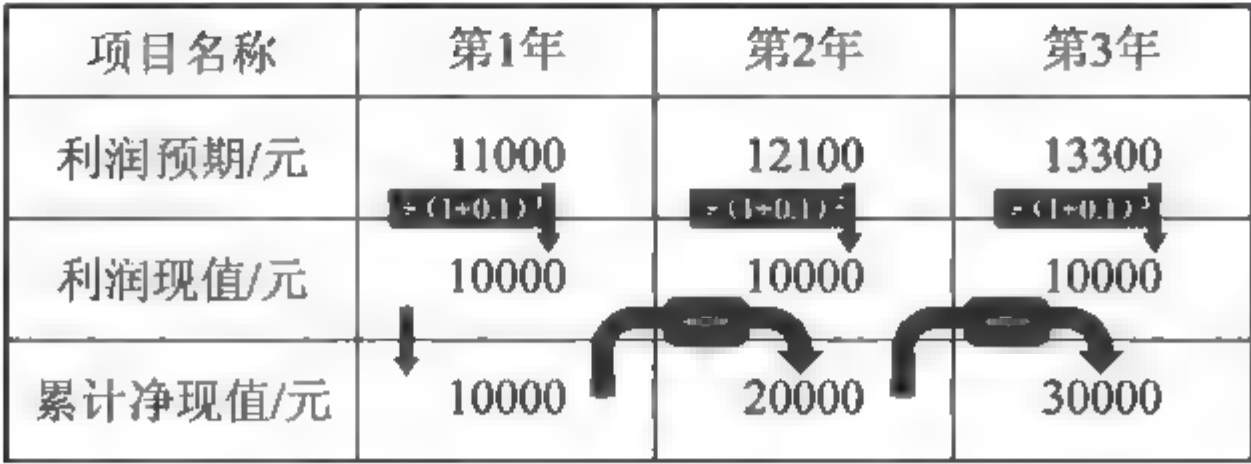 项目名称 第1年 第2年 第3年
利润预期/元 11000 12100 13300
÷(1+0.1)¹ ÷(1+0.1)² ÷(1+0.1)³
利润现值/元 10000 10000 10000
累计净现值/元 10000 20000 30000